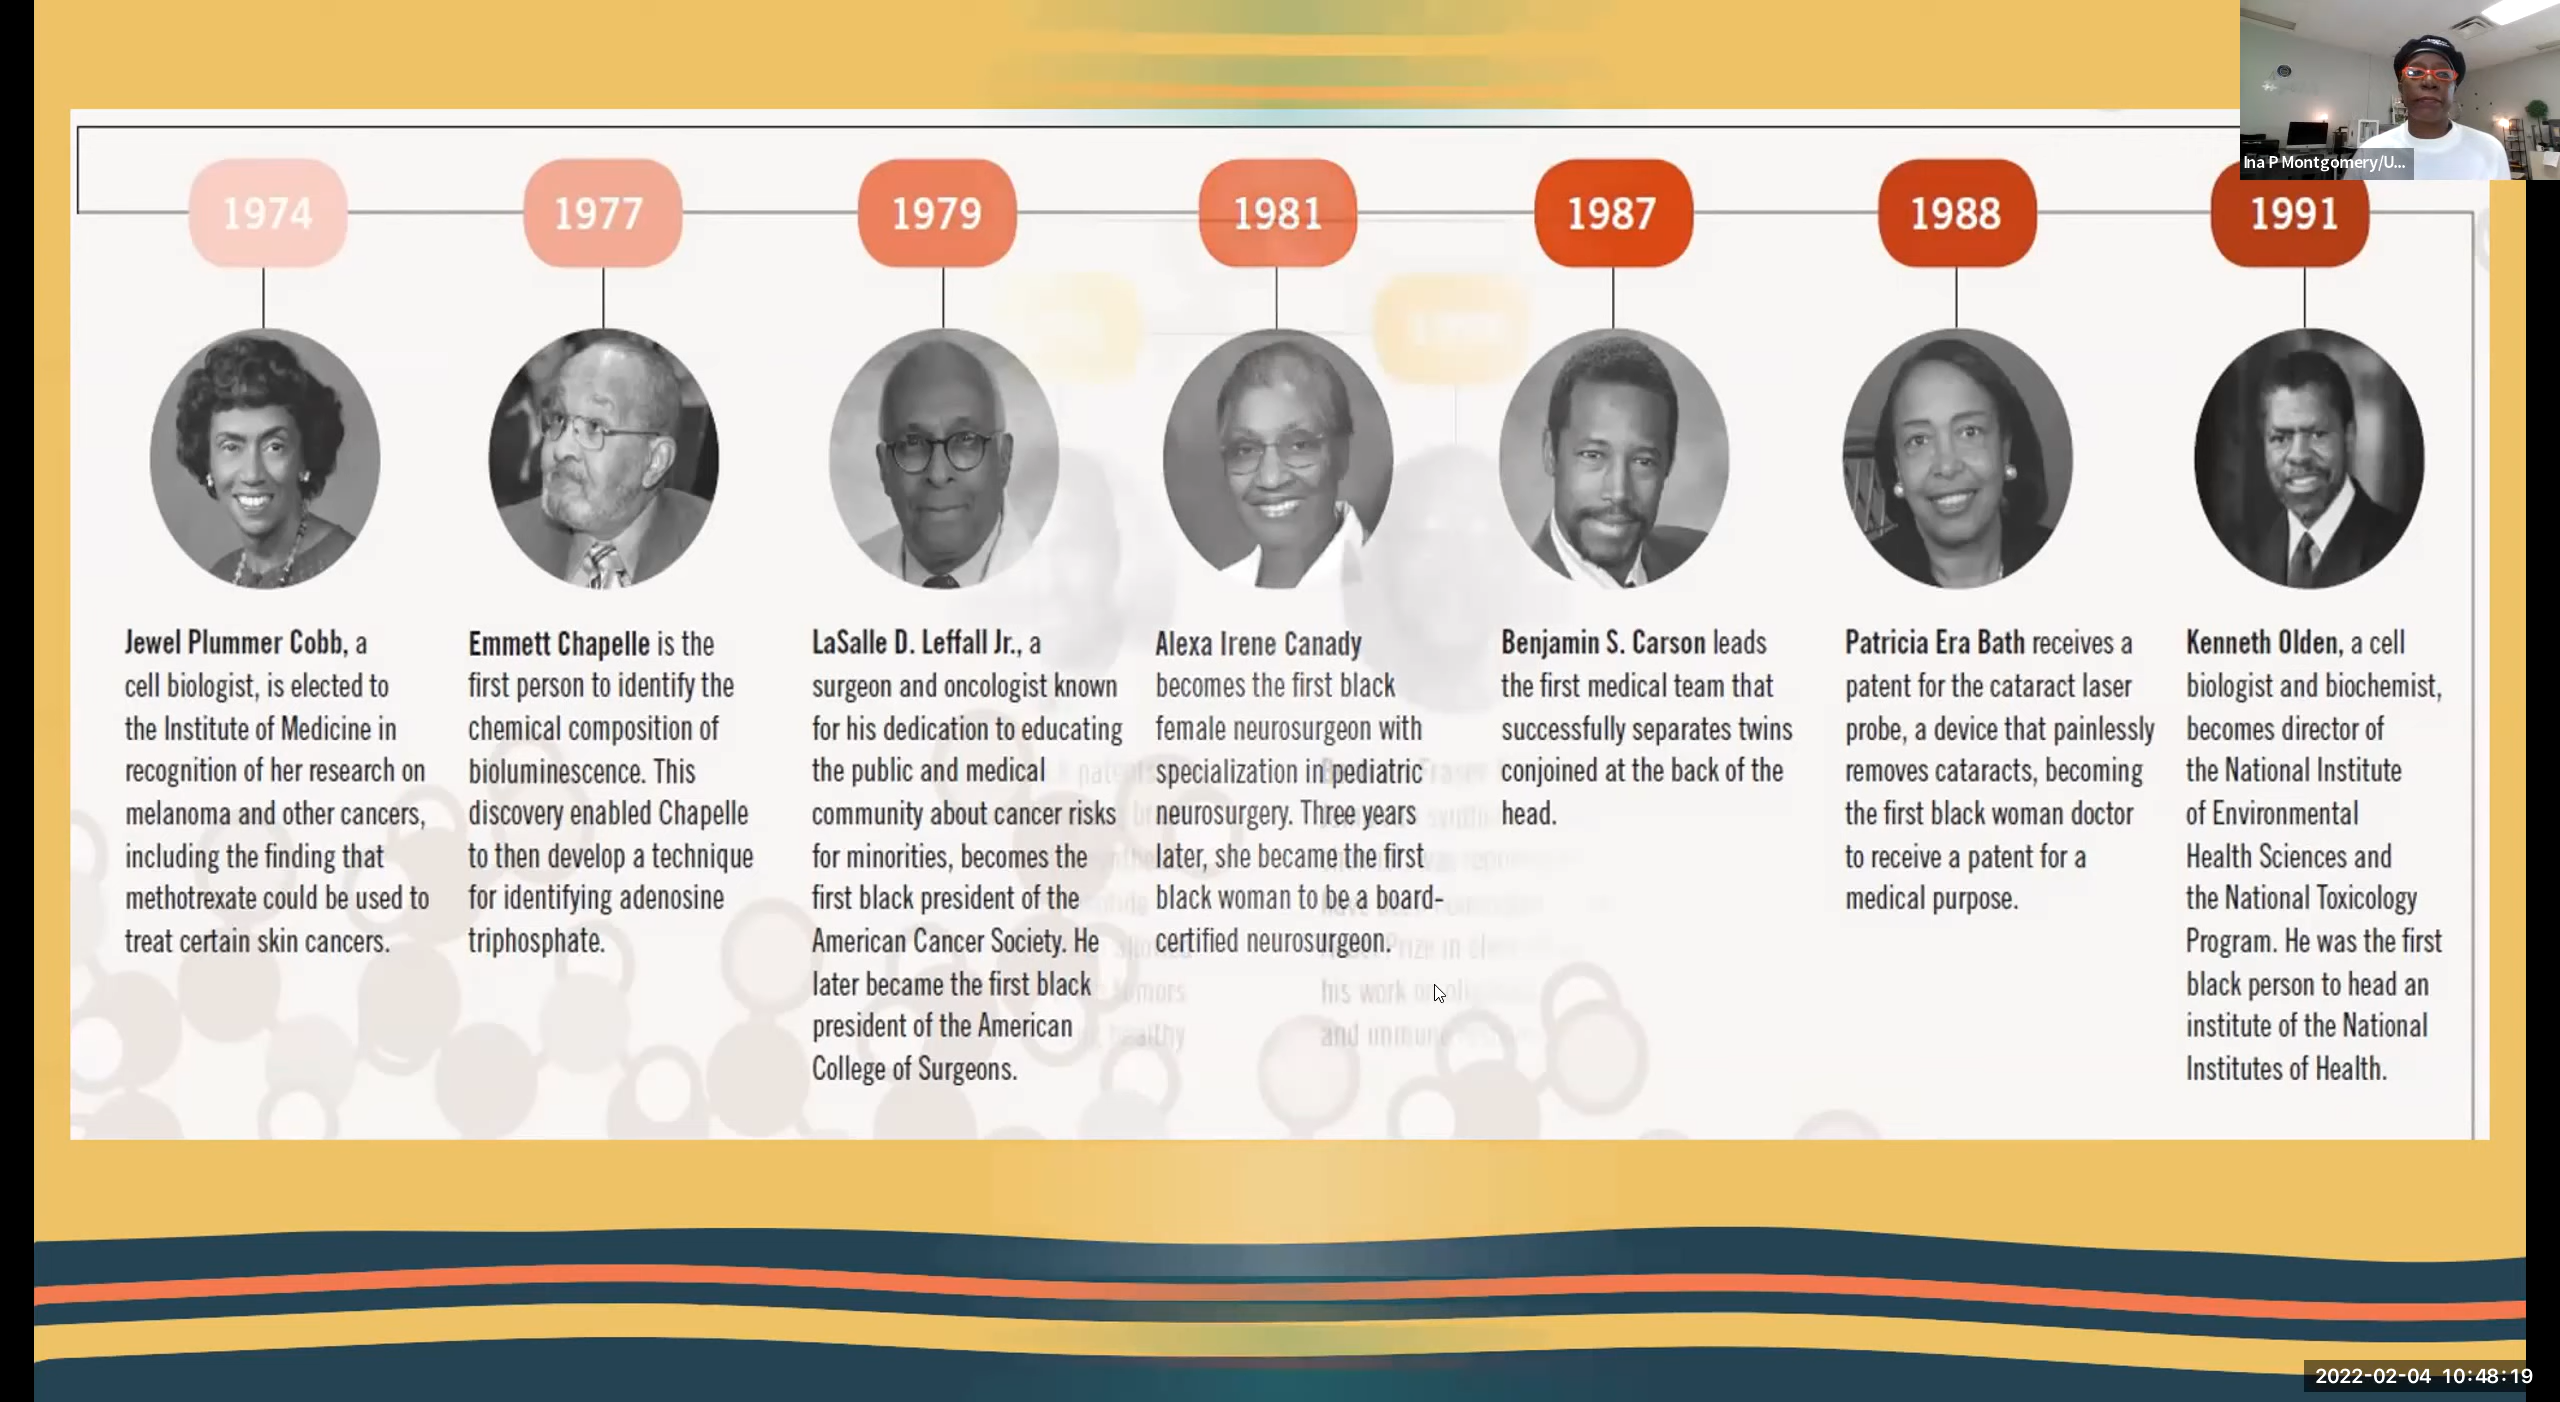 Ina P Montgomery/U...
1974
1977
1979
1981
1987
1988
1991
Jewel Plummer Cobb, a
cell biologist, is elected to
the Institute of Medicine in
recognition of her research on
melanoma and other cancers,
including the finding that
methotrexate could be used to
treat certain skin cancers.
Emmett Chapelle is the
first person to identify the
chemical composition of
bioluminescence. This
discovery enabled Chapelle
to then develop a technique
for identifying adenosine
triphosphate.
LaSalle D. Leffall Jr., a
surgeon and oncologist known
for his dedication to educating
the public and medical
community about cancer risks
for minorities, becomes the
first black president of the
American Cancer Society. He
later became the first black
president of the American
College of Surgeons.
Alexa Irene Canady
becomes the first black
female neurosurgeon with
specialization in pediatric
neurosurgery. Three years
later, she became the first
black woman to be a board-
certified neurosurgeon.
Benjamin S. Carson leads
the first medical team that
successfully separates twins
conjoined at the back of the
head.
Patricia Era Bath receives a
patent for the cataract laser
probe, a device that painlessly
removes cataracts, becoming
the first black woman doctor
to receive a patent for a
medical purpose.
Kenneth Olden, a cell
biologist and biochemist,
becomes director of
the National Institute
of Environmental
Health Sciences and
the National Toxicology
Program. He was the first
black person to head an
institute of the National
Institutes of Health.
his work
healthy
2022-02-04 10:48:19